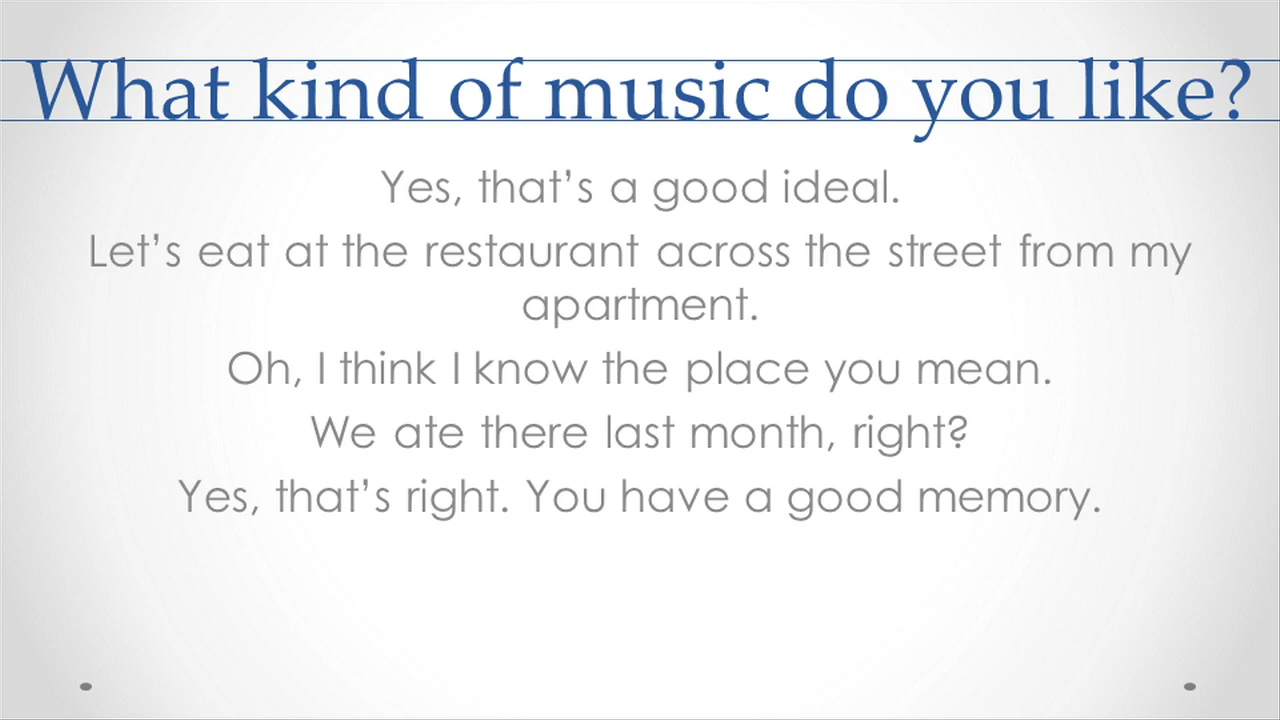 What kind of music do you like?
Yes, that’s a good ideal.
Let’s eat at the restaurant across the street from my
apartment.
Oh, I think I know the place you mean.
We ate there last month, right?
Yes, that’s right. You have a good memory.